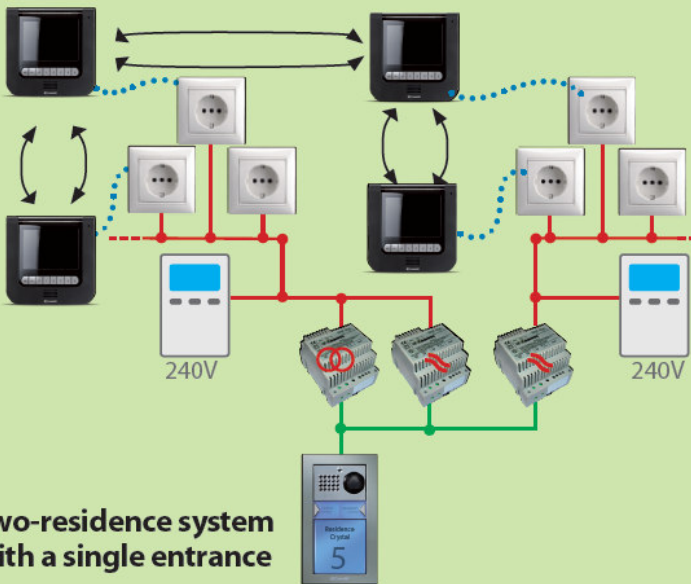 240V
240V
Residence
Crystal
5
wo-residence system
ith a single entrance